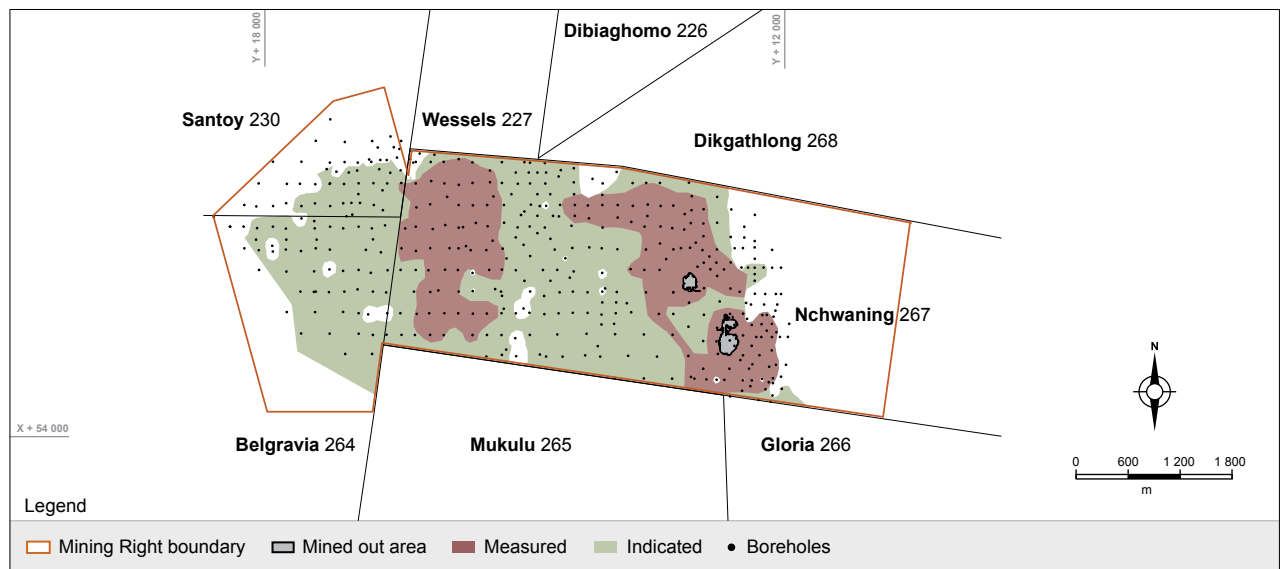 Dibiaghomo 226
Y + 18 000
Y + 12 000
Santoy 230
Wessels 227
Dikgathlong 268
Nchwaning 267
N
X + 54 000
Belgravia 264
Mukulu 265
Gloria 266
0 600 1 200 1 800
m
Legend
Mining Right boundary Mined out area Measured Indicated Boreholes